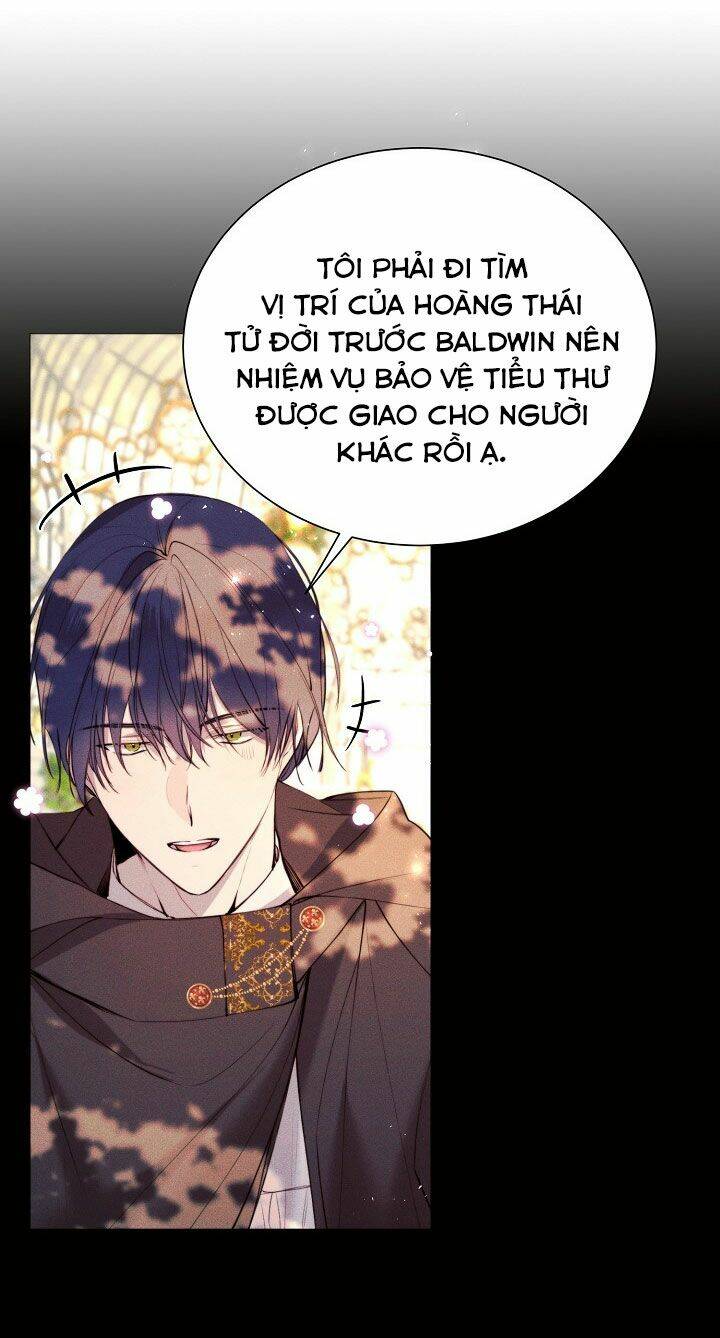 TÔI PHẢI ĐI TÌM
VỊ TRÍ CỦA HOÀNG THÁI
TỬ ĐỜI TRƯỚC BALDWIN NÊN
NHIỆM VỤ BẢO VỆ TIỂU THƯ
ĐƯỢC GIAO CHO NGƯỜI
KHÁC RỒI Ạ.